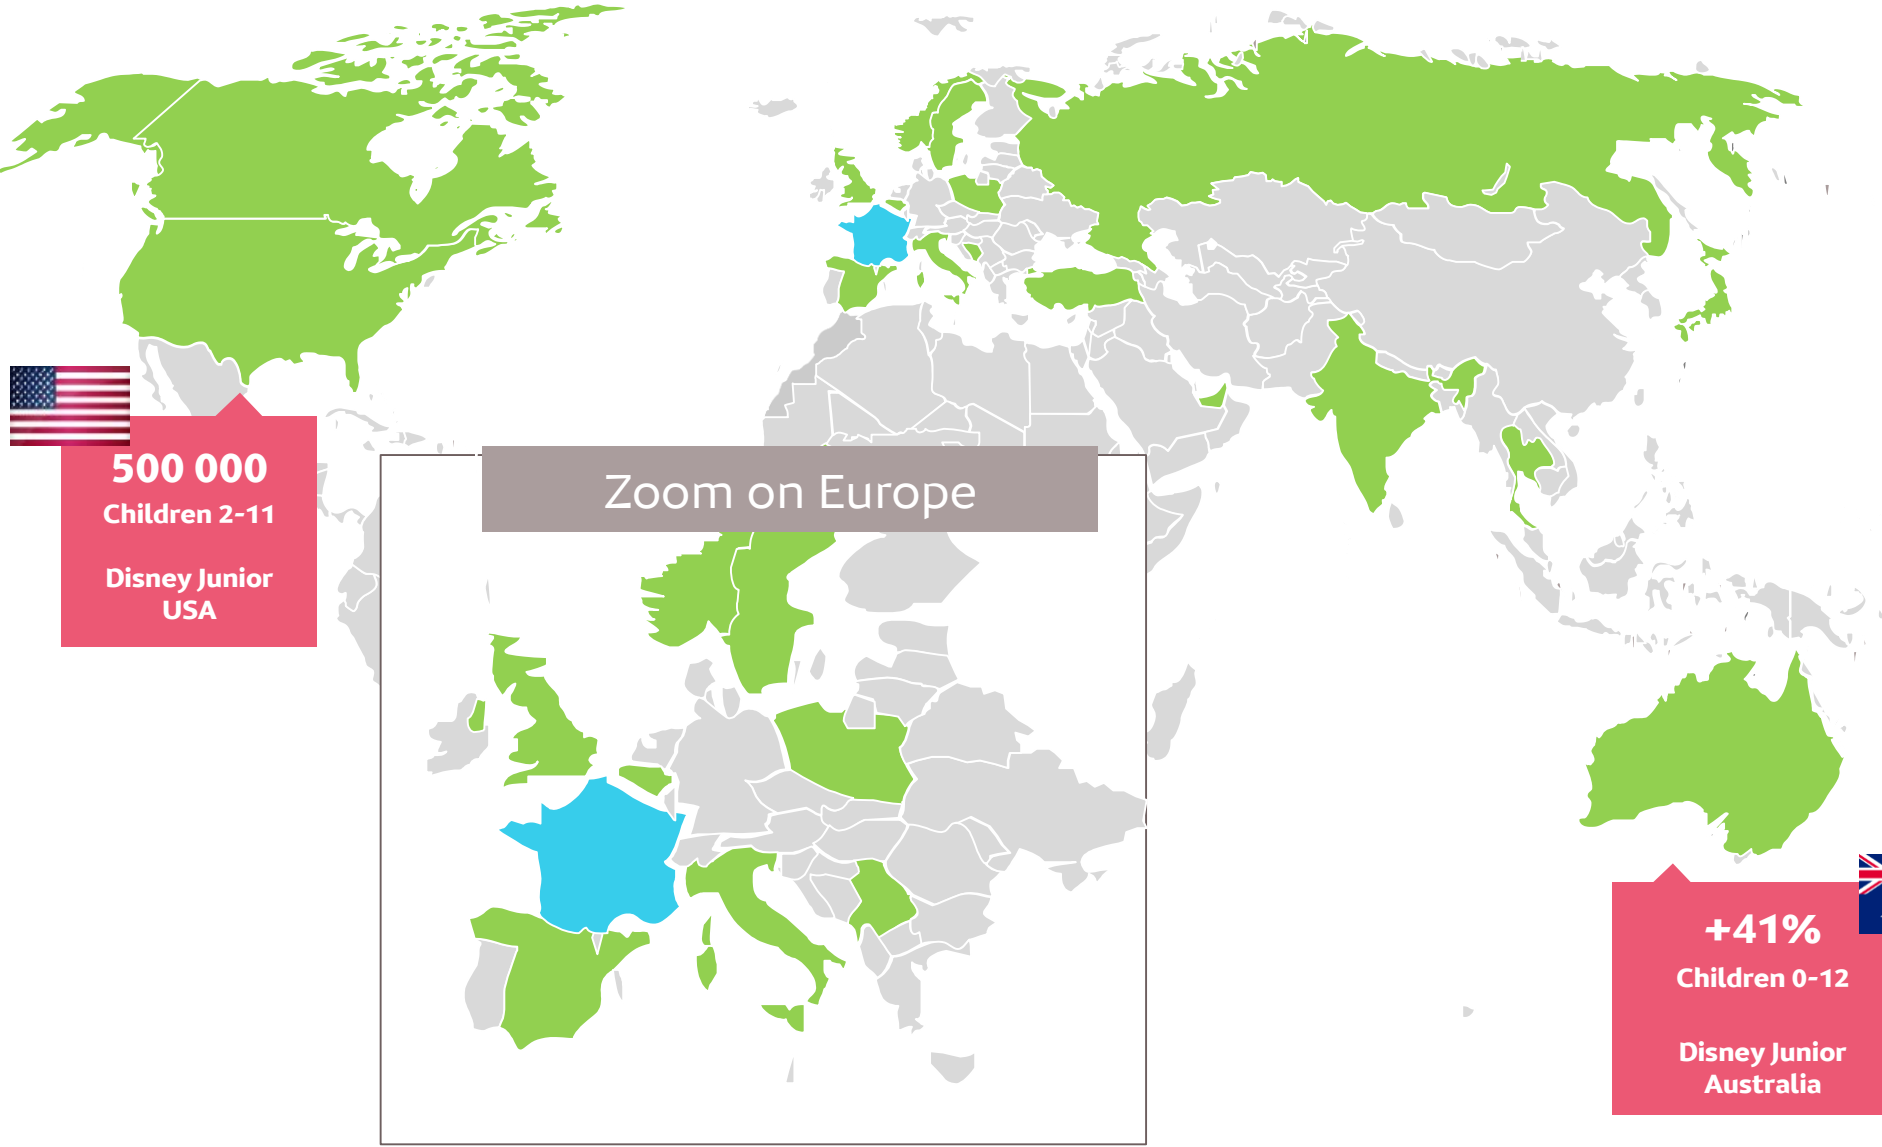 500 000
Children 2-11
Disney Junior
USA
Zoom on Europe
+41%
Children 0-12
Disney Junior
Australia